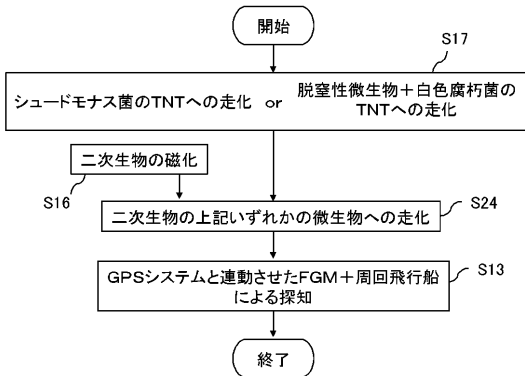 開始
S17
シュードモナス菌のTNTへの走化 or 脱窒性微生物+白色腐朽菌の
TNTへの走化
二次生物の磁化
S16
S24
二次生物の上記いずれかの微生物への走化
S13
GPSシステムと連動させたFGM+周回飛行船
による探知
終了